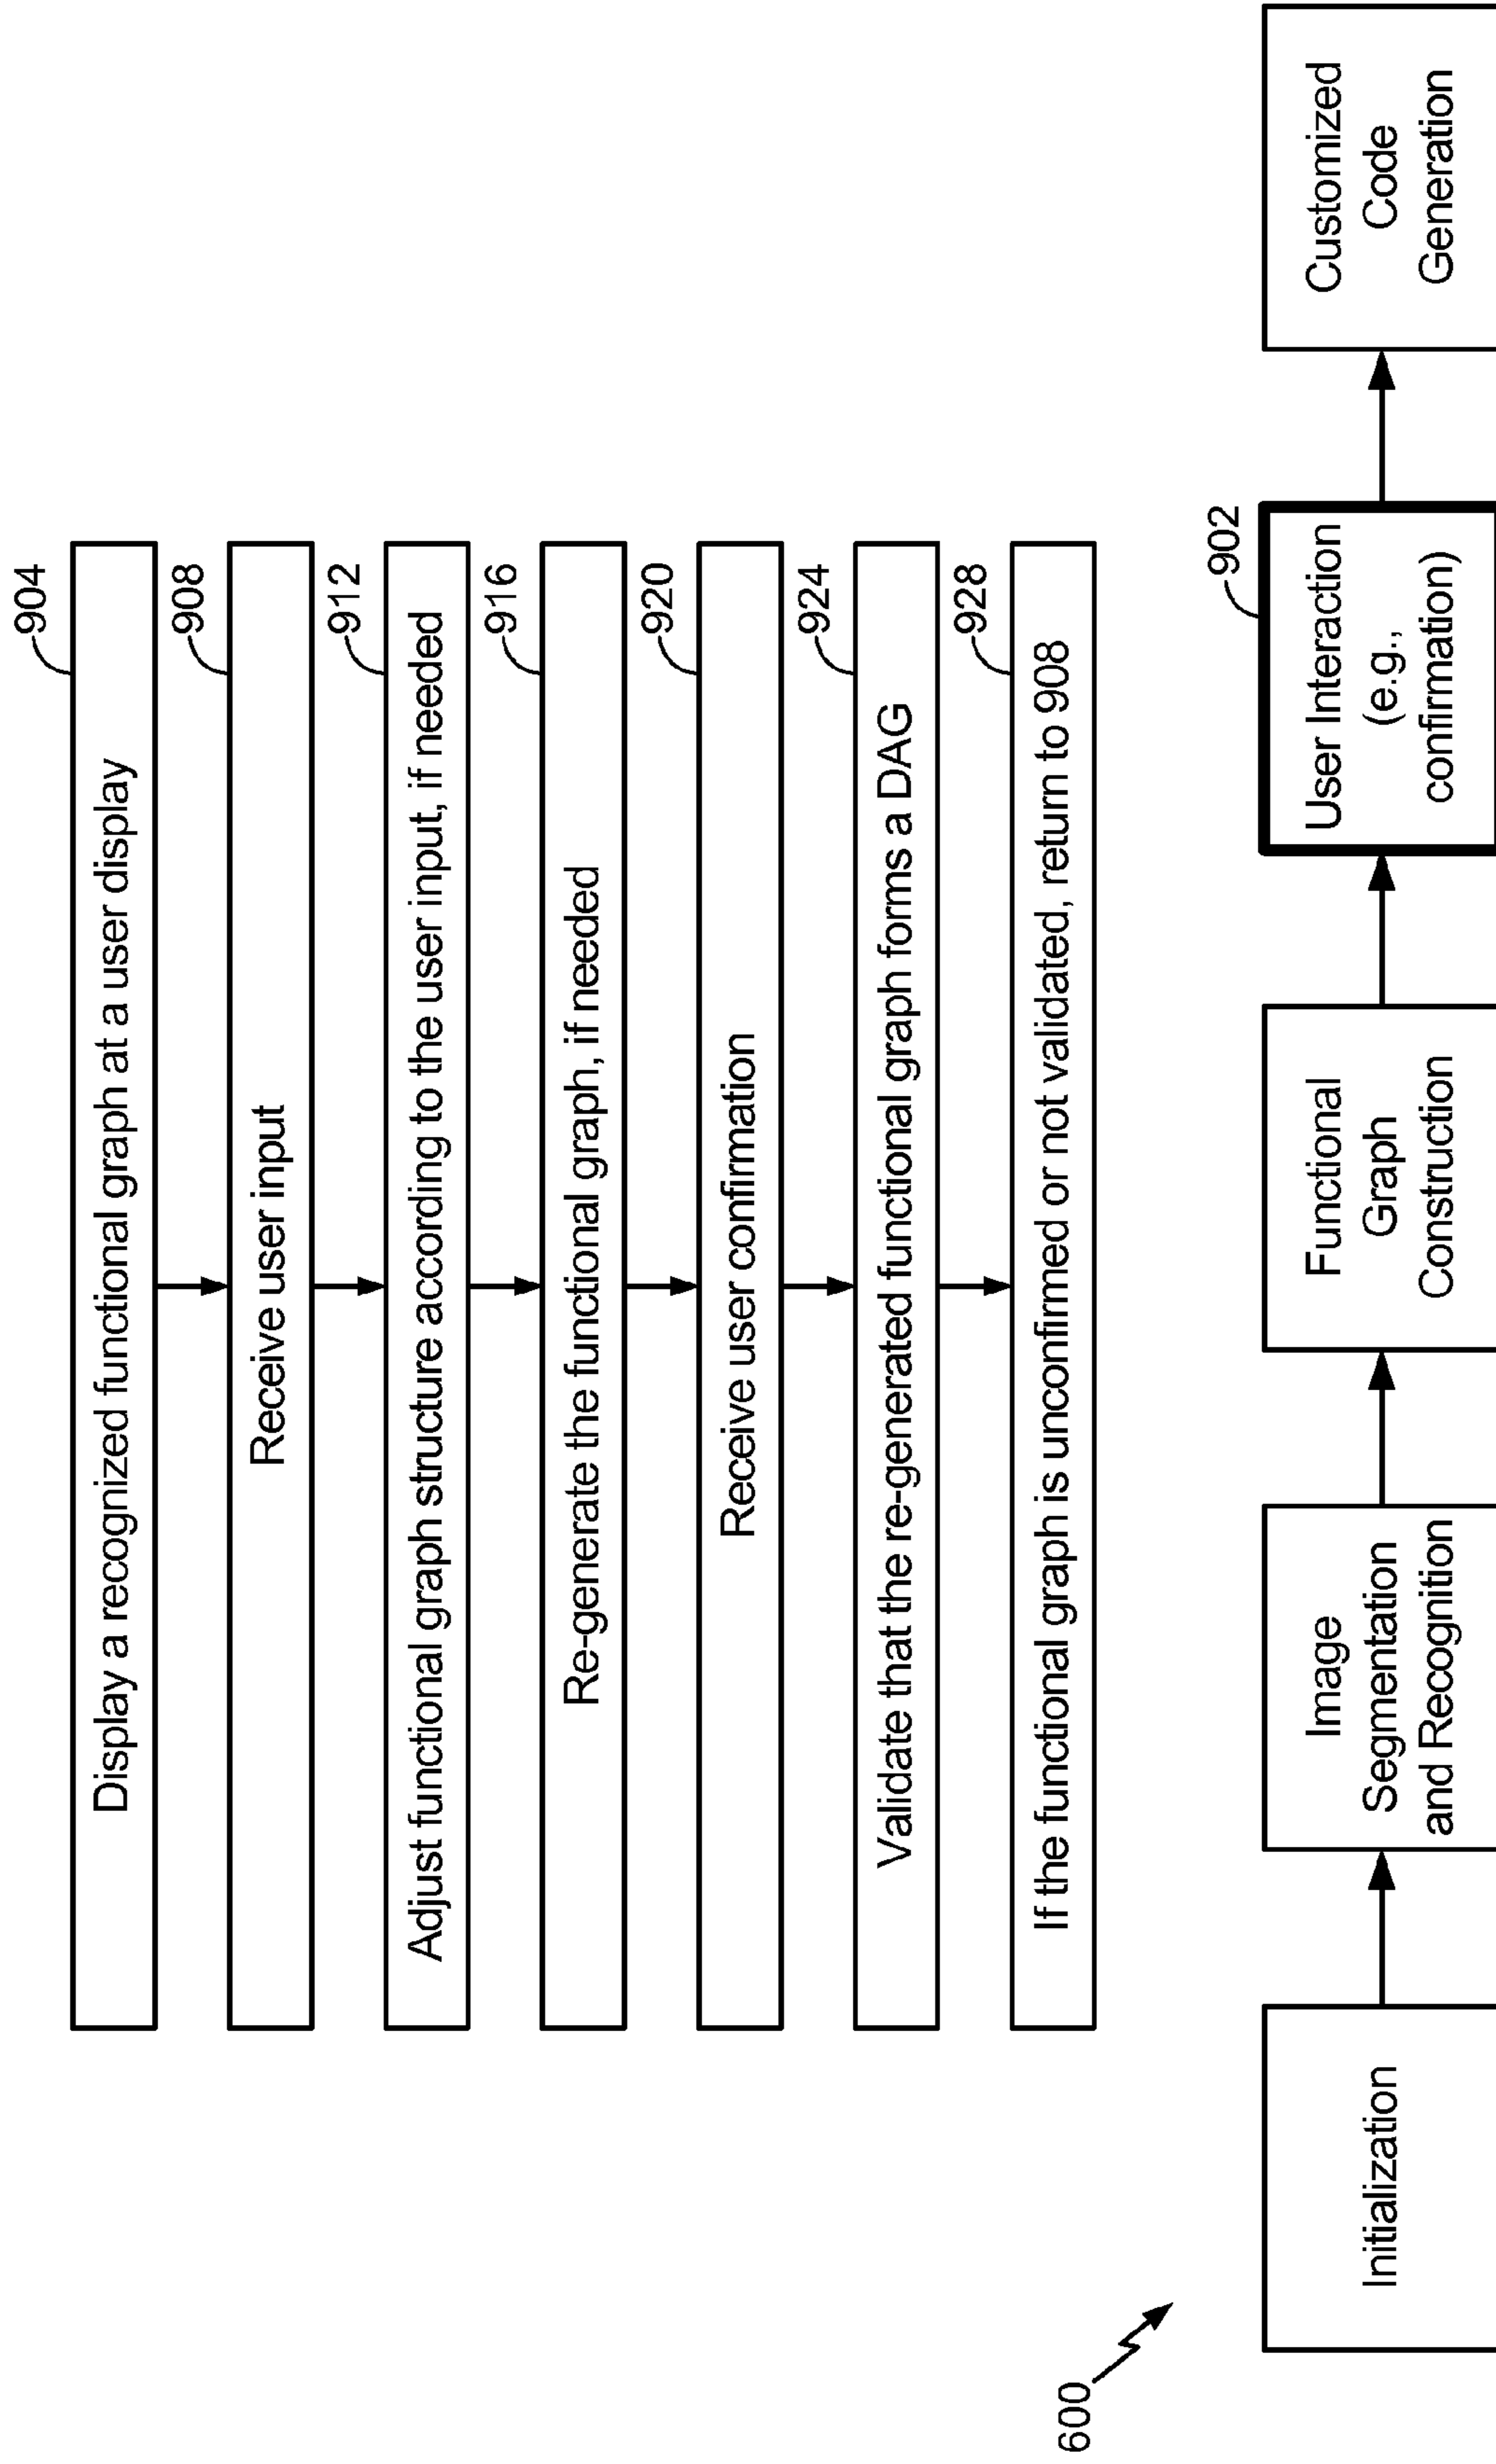 904
Display a recognized functional graph at a user display
908
Receive user input
912
Adjust functional graph structure according to the user input, if needed
916
Re-generate the functional graph, if needed
920
Receive user confirmation
924
Validate that the re-generated functional graph forms a DAG
928
If the functional graph is unconfirmed or not validated, return to 908
600
Initialization
Image
Segmentation
and Recognition
Functional
Graph
Construction
902
User Interaction
(e.g.,
confirmation)
Customized
Code
Generation